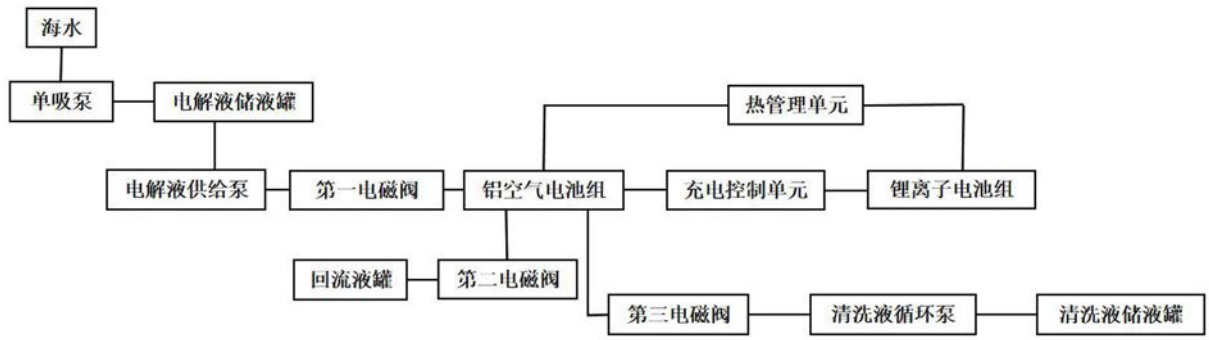 海水
单吸泵
电解液储液罐
热管理单元
电解液供给泵
第一电磁阀
铝空气电池组
充电控制单元
锂离子电池组
回流液罐
第二电磁阀
第三电磁阀
清洗液循环泵
清洗液储液罐